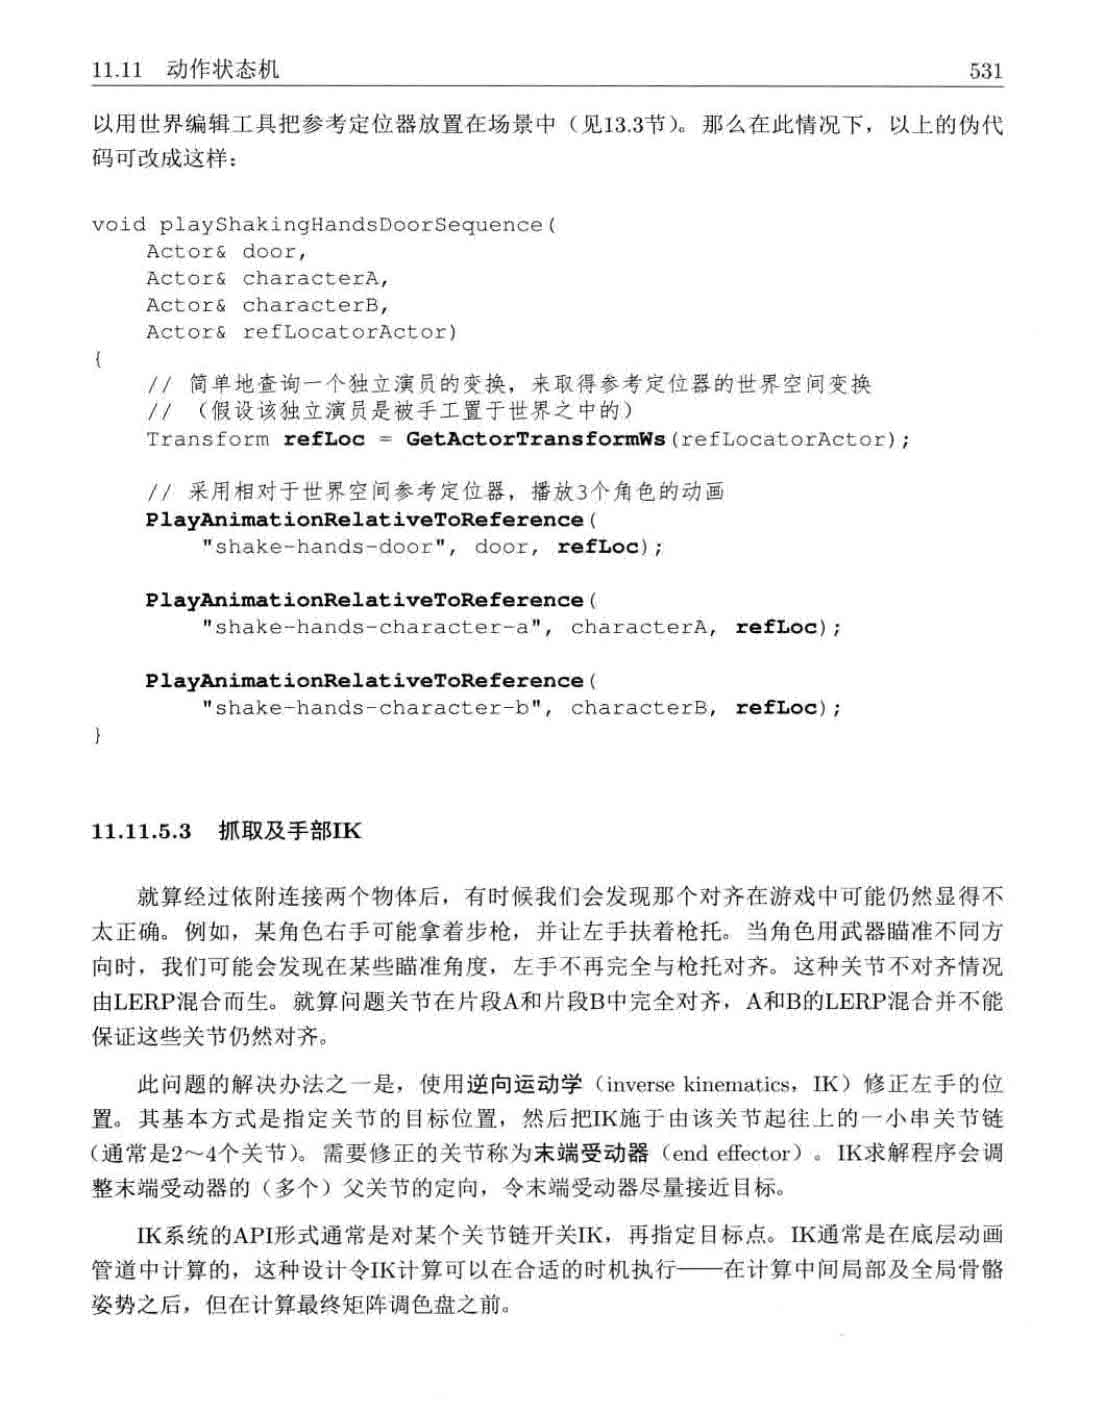 11.11 动作状态机 531
以用世界编辑工具把参考定位器放置在场景中（见13.3节）。那么在此情况下，以上的伪代
码可改成这样：
void playShakingHandsDoorSequence(
Actor& door,
Actor& characterA,
Actor& characterB,
Actor& refLocatorActor)
{
// 简单地查询一个独立演员的变换，来取得参考定位器的世界空间变换
// （假设该独立演员是被手工置于世界之中的）
Transform refLoc = GetActorTransformWs(refLocatorActor);
// 采用相对于世界空间参考定位器，播放3个角色的动画
PlayAnimationRelativeToReference(
"shake-hands-door", door, refLoc);
PlayAnimationRelativeToReference(
"shake-hands-character-a", characterA, refLoc);
PlayAnimationRelativeToReference(
"shake-hands-character-b", characterB, refLoc);
}
11.11.5.3 抓取及手部IK
就算经过依附连接两个物体后，有时候我们会发现那个对齐在游戏中可能仍然显得不
太正确。例如，某角色右手可能拿着步枪，并让左手扶着枪托。当角色用武器瞄准不同方
向时，我们可能会发现在某些瞄准角度，左手不再完全与枪托对齐。这种关节不对齐情况
由LERP混合而生。就算问题关节在片段A和片段B中完全对齐，A和B的LERP混合并不能
保证这些关节仍然对齐。
此问题的解决办法之一是，使用逆向运动学（inverse kinematics，IK）修正左手的位
置。其基本方式是指定关节的目标位置，然后把IK施于由该关节起往上的一小串关节链
（通常是2～4个关节）。需要修正的关节称为末端受动器（end effector）。IK求解程序会调
整末端受动器的（多个）父关节的定向，令末端受动器尽量接近目标。
IK系统的API形式通常是对某个关节链开关IK，再指定目标点。IK通常是在底层动画
管道中计算的，这种设计令IK计算可以在合适的时机执行——在计算中间局部及全局骨骼
姿势之后，但在计算最终矩阵调色盘之前。